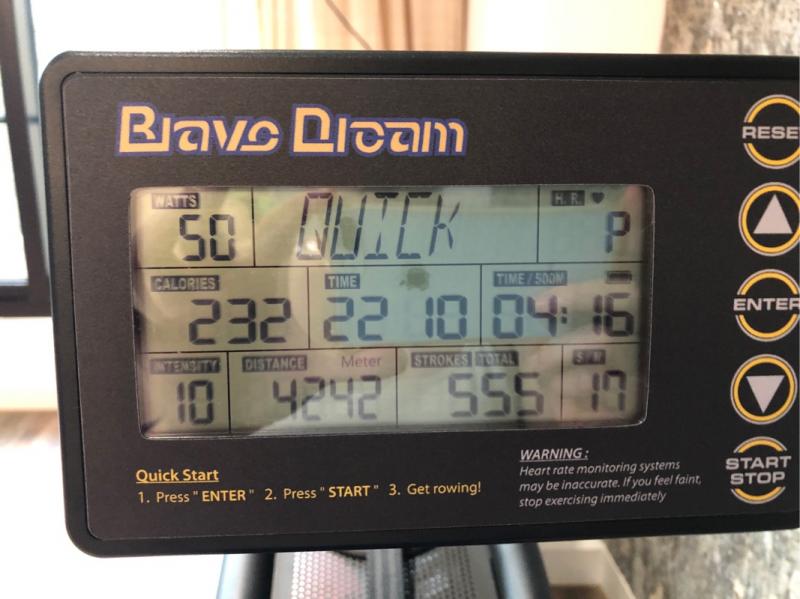 Bravo Dream
RESE
WATTS
50
QUICK
H. R. ♥
P
CALORIES
232
TIME
22 10
TIME / 500M
04:16
ENTER
INTENSITY
10
DISTANCE Meter
4242
STROKES TOTAL
555
S / M
17
START
STOP
Quick Start
1. Press " ENTER " 2. Press " START " 3. Get rowing!
WARNING :
Heart rate monitoring systems
may be inaccurate. If you feel faint,
stop exercising immediately